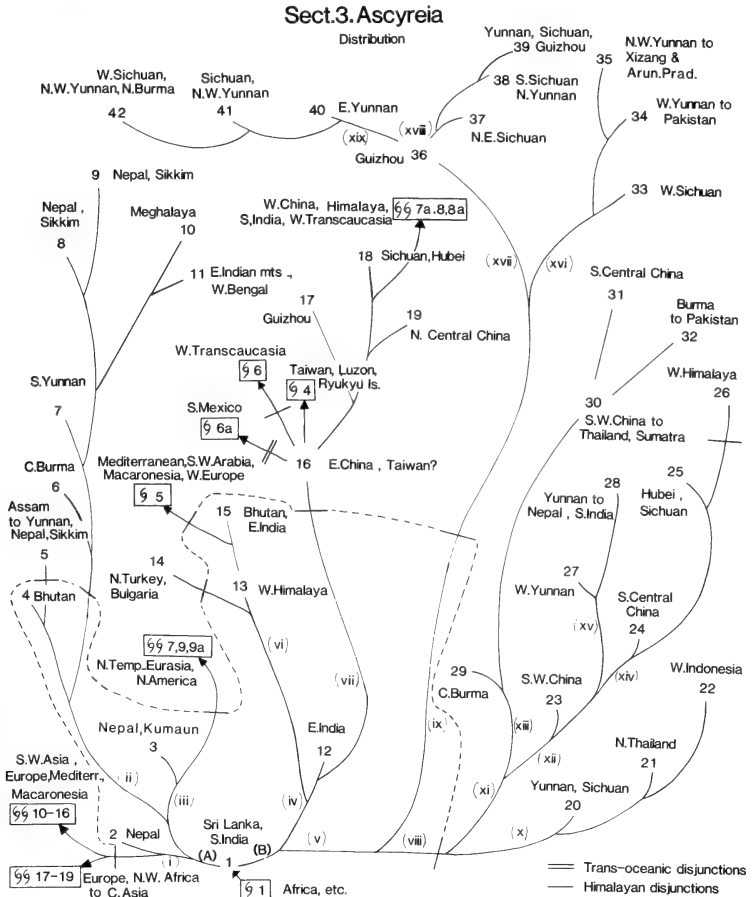 Sect.3. Ascyreia
Distribution
W.Sichuan,
N.W.Yunnan, N.Burma
42
Sichuan,
N.W.Yunnan
41
40 E.Yunnan
(xix)
(xviii)
Guizhou 36
Yunnan, Sichuan,
39 Guizhou
38 S.Sichuan
N.Yunnan
37
N.E.Sichuan
35
N.W.Yunnan to
Xizang &
Arun.Prad.
W.Yunnan to
34 Pakistan
33 W.Sichuan
(xvii)
(xvi)
9 Nepal, Sikkim
Nepal,
Sikkim
8
Meghalaya
10
11 E.Indian mts.,
W.Bengal
W.China, Himalaya,
S,India, W.Transcaucasia
§§ 7a.8,8a
18 Sichuan,Hubei
17
Guizhou
19
N. Central China
S.Central China
31
Burma
to Pakistan
32
W.Transcaucasia
§ 6
Taiwan, Luzon,
Ryukyu Is.
§ 4
S.Mexico
§ 6a
16 E.China, Taiwan?
S.Yunnan
7
W.Himalaya
26
30
S.W.China to
Thailand, Sumatra
C.Burma
6
Mediterranean,S.W.Arabia,
Macaronesia, W.Europe
§ 5
15 Bhutan,
E.India
Assam
to Yunnan,
Nepal,Sikkim
5
4 Bhutan
14
N.Turkey,
Bulgaria
13 W.Himalaya
28
Yunnan to
Nepal, S.India
25
Hubei,
Sichuan
27
W.Yunnan
(xv)
S.Central
China
24
(xiv)
§§ 7,9,9a
N.Temp.Eurasia,
N.America
(vi)
(vii)
29
C.Burma
S.W.China
23
W.Indonesia
22
Nepal,Kumaun
3
E.India
12
(ix)
(xiii)
(xii)
N.Thailand
21
S.W.Asia,
Europe,Mediterr.,
Macaronesia
§§ 10-16
(ii)
(iii)
(iv)
(xi)
Yunnan, Sichuan
20
2 Nepal
(i)
Sri Lanka,
S.India
(A) 1 (B)
(v)
(viii)
(x)
§§ 17-19
Europe, N.W. Africa
to C.Asia
§ 1 Africa, etc.
Trans-oceanic disjunctions
Himalayan disjunctions